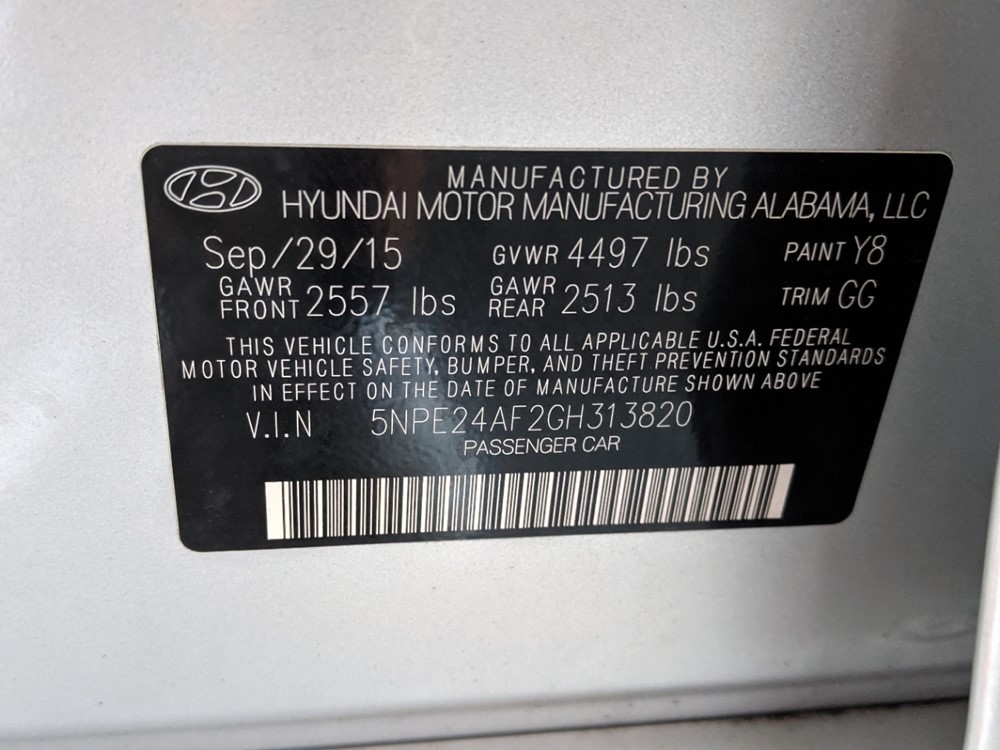 MANUFACTURED BY
HYUNDAI MOTOR MANUFACTURING ALABAMA, LLC
Sep/29/15 GVWR 4497 lbs PAINT Y8
GAWR FRONT 2557 lbs GAWR REAR 2513 lbs TRIM GG
THIS VEHICLE CONFORMS TO ALL APPLICABLE U.S.A. FEDERAL
MOTOR VEHICLE SAFETY, BUMPER, AND THEFT PREVENTION STANDARDS
IN EFFECT ON THE DATE OF MANUFACTURE SHOWN ABOVE
V.I.N 5NPE24AF2GH313820
PASSENGER CAR